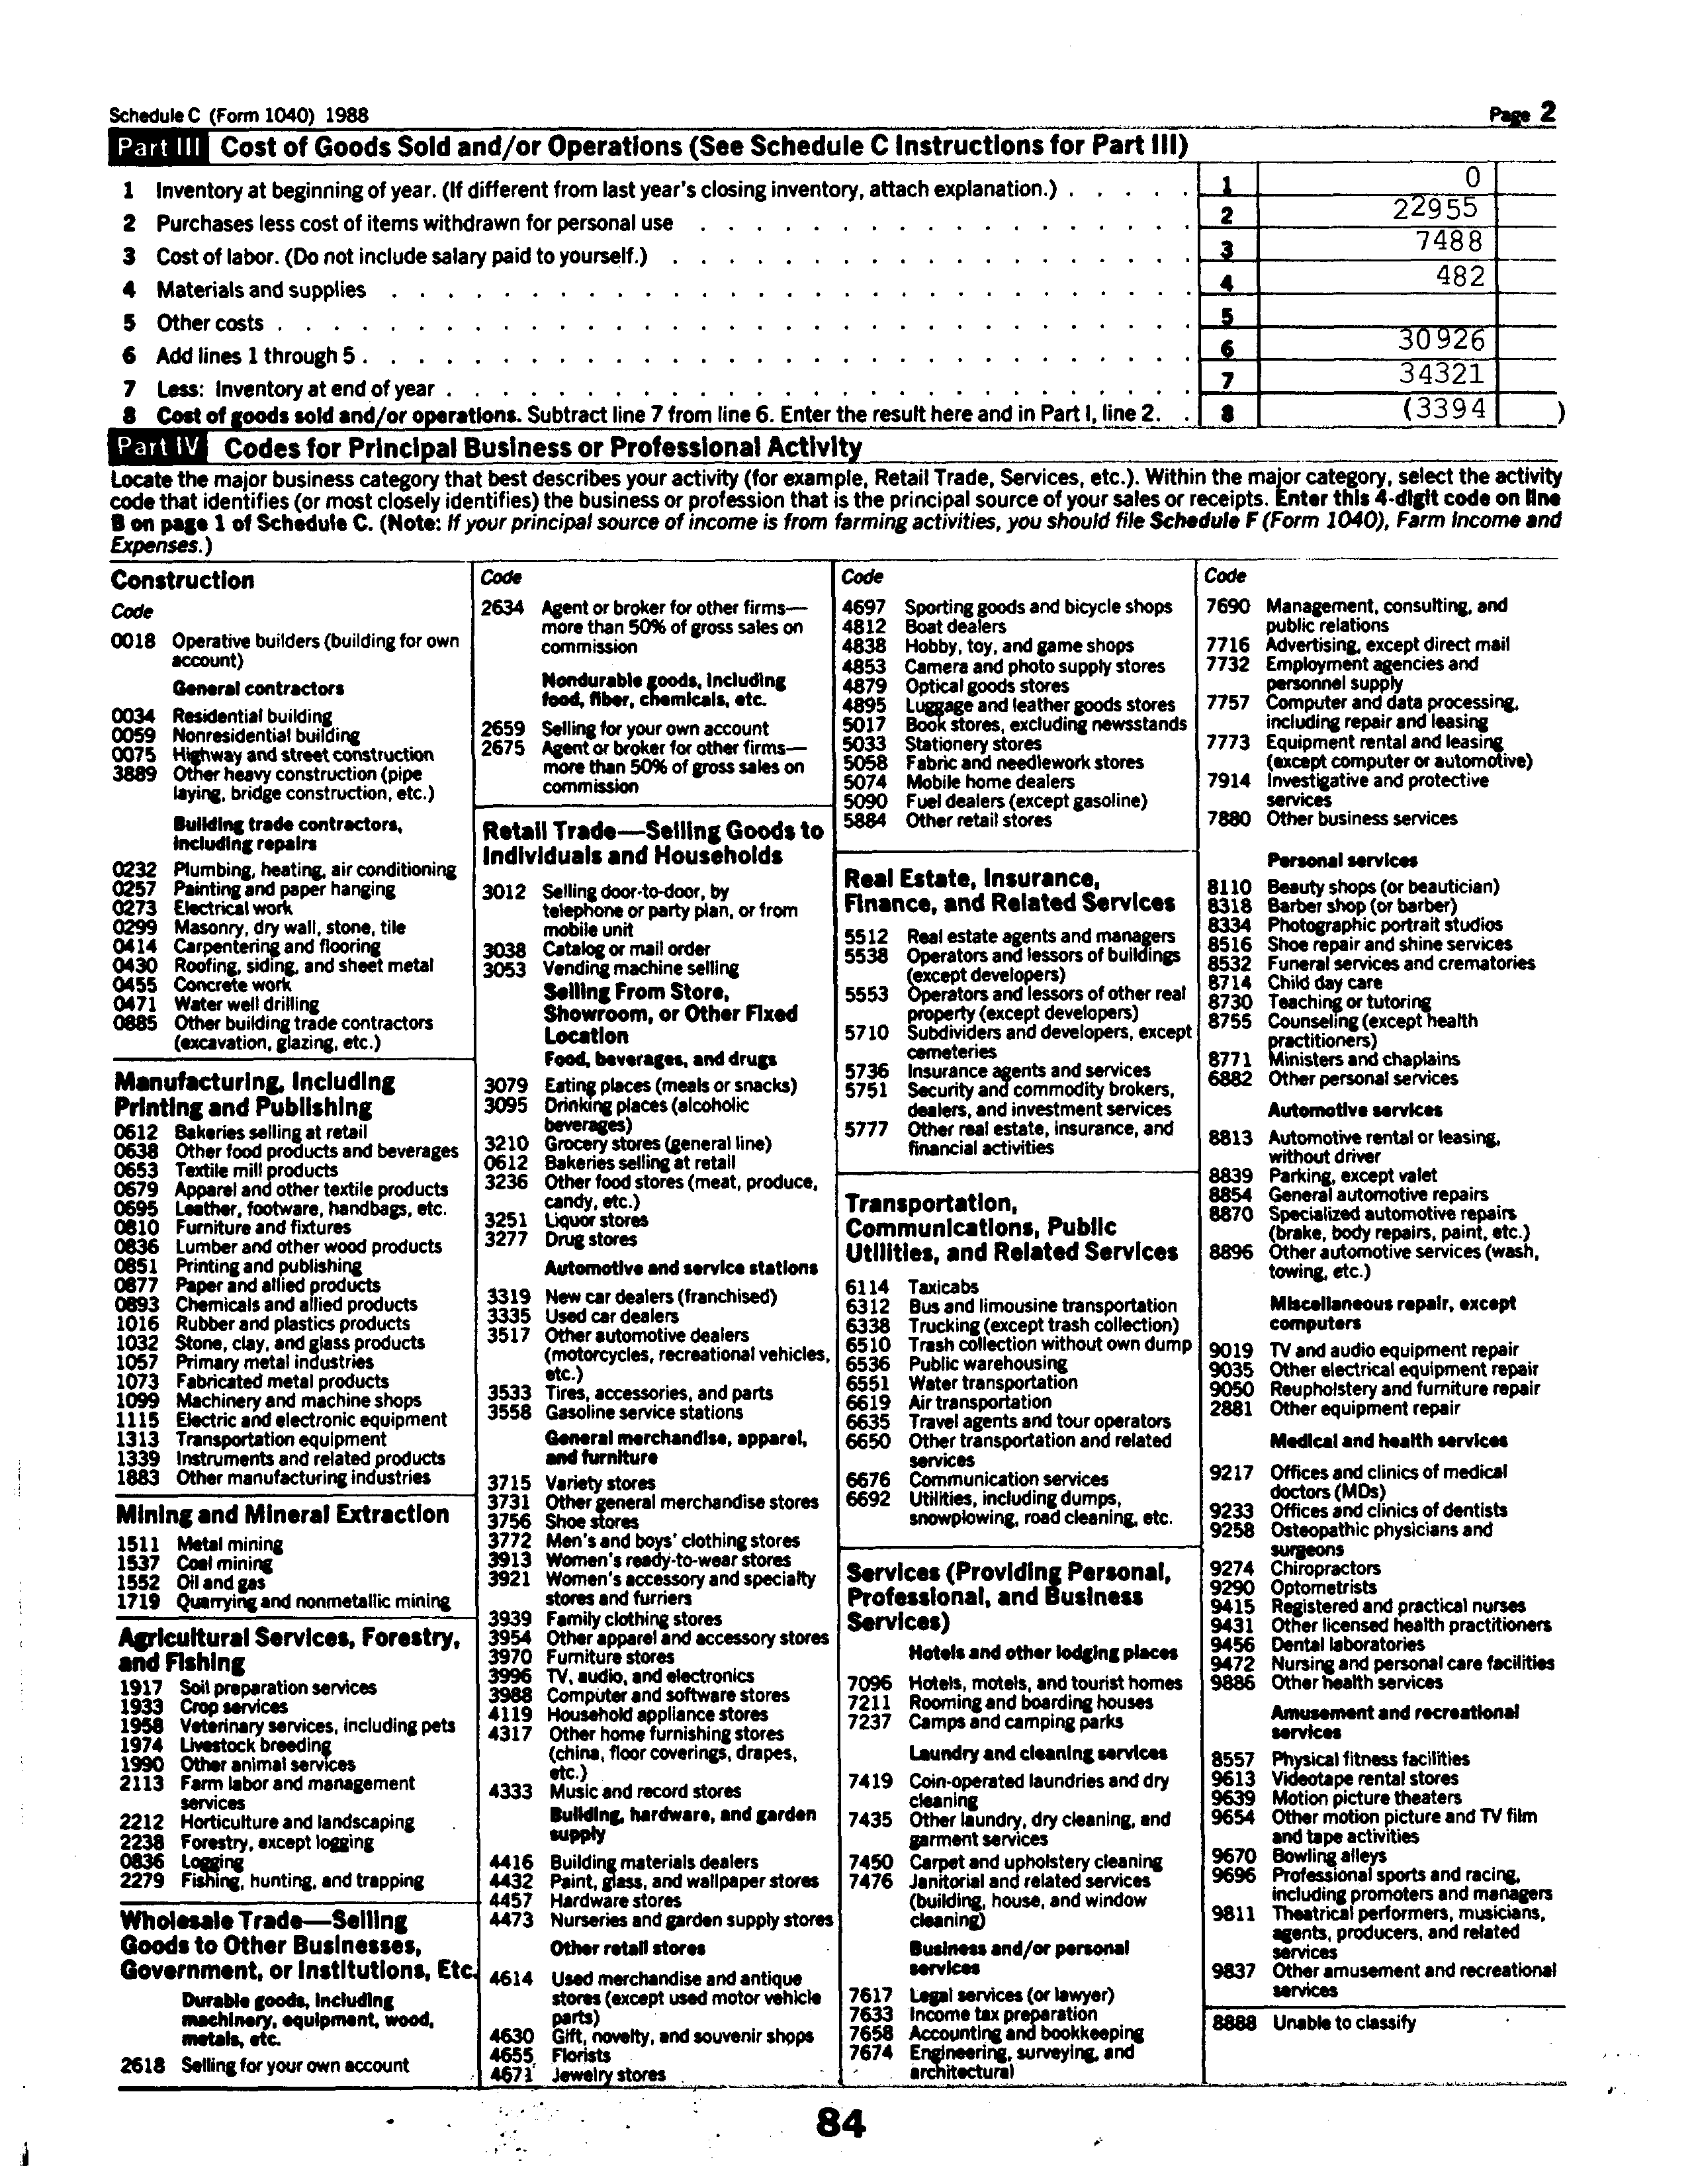 Schedule C (Form 1040) 1988
Page 2
Part III Cost of Goods Sold and/or Operations (See Schedule C Instructions for Part III)
1 Inventory at beginning of year. (If different from last year's closing inventory, attach explanation.) . . . . . 1 0
2 Purchases less cost of items withdrawn for personal use 2 22955
3 Cost of labor. (Do not include salary paid to yourself.) 3 7488
4 Materials and supplies 4 482
5 Other costs 5
6 Add lines 1 through 5 6 30926
7 Less: Inventory at end of year 7 34321
8 Cost of goods sold and/or operations. Subtract line 7 from line 6. Enter the result here and in Part I, line 2. 8 (3394 )
Part IV Codes for Principal Business or Professional Activity
Locate the major business category that best describes your activity (for example, Retail Trade, Services, etc.). Within the major category, select the activity
code that identifies (or most closely identifies) the business or profession that is the principal source of your sales or receipts. Enter this 4-digit code on line
B on page 1 of Schedule C. (Note: If your principal source of income is from farming activities, you should file Schedule F (Form 1040), Farm Income and
Expenses.)
Construction
Code
0018 Operative builders (building for own
account)
General contractors
0034 Residential building
0059 Nonresidential building
0075 Highway and street construction
3889 Other heavy construction (pipe
laying, bridge construction, etc.)
Building trade contractors,
including repairs
0232 Plumbing, heating, air conditioning
0257 Painting and paper hanging
0273 Electrical work
0299 Masonry, dry wall, stone, tile
0414 Carpentering and flooring
0430 Roofing, siding, and sheet metal
0455 Concrete work
0471 Water well drilling
0885 Other building trade contractors
(excavation, glazing, etc.)
Manufacturing, Including
Printing and Publishing
0612 Bakeries selling at retail
0638 Other food products and beverages
0653 Textile mill products
0679 Apparel and other textile products
0695 Leather, footware, handbags, etc.
0810 Furniture and fixtures
0836 Lumber and other wood products
0851 Printing and publishing
0877 Paper and allied products
0893 Chemicals and allied products
1016 Rubber and plastics products
1032 Stone, clay, and glass products
1057 Primary metal industries
1073 Fabricated metal products
1099 Machinery and machine shops
1115 Electric and electronic equipment
1313 Transportation equipment
1339 Instruments and related products
1883 Other manufacturing industries
Mining and Mineral Extraction
1511 Metal mining
1537 Coal mining
1552 Oil and gas
1719 Quarrying and nonmetallic mining
Agricultural Services, Forestry,
and Fishing
1917 Soil preparation services
1933 Crop services
1958 Veterinary services, including pets
1974 Livestock breeding
1990 Other animal services
2113 Farm labor and management
services
2212 Horticulture and landscaping
2238 Forestry, except logging
0836 Logging
2279 Fishing, hunting, and trapping
Wholesale Trade—Selling
Goods to Other Businesses,
Government, or Institutions, Etc.
Durable goods, including
machinery, equipment, wood,
metals, etc.
2618 Selling for your own account
Code
2634 Agent or broker for other firms—
more than 50% of gross sales on
commission
Nondurable goods, including
food, fiber, chemicals, etc.
2659 Selling for your own account
2675 Agent or broker for other firms—
more than 50% of gross sales on
commission
Retail Trade—Selling Goods to
Individuals and Households
3012 Selling door-to-door, by
telephone or party plan, or from
mobile unit
3038 Catalog or mail order
3053 Vending machine selling
Selling From Store,
Showroom, or Other Fixed
Location
Food, beverages, and drugs
3079 Eating places (meals or snacks)
3095 Drinking places (alcoholic
beverages)
3210 Grocery stores (general line)
0612 Bakeries selling at retail
3236 Other food stores (meat, produce,
candy, etc.)
3251 Liquor stores
3277 Drug stores
Automotive and service stations
3319 New car dealers (franchised)
3335 Used car dealers
3517 Other automotive dealers
(motorcycles, recreational vehicles,
etc.)
3533 Tires, accessories, and parts
3558 Gasoline service stations
General merchandise, apparel,
and furniture
3715 Variety stores
3731 Other general merchandise stores
3756 Shoe stores
3772 Men's and boys' clothing stores
3913 Women's ready-to-wear stores
3921 Women's accessory and specialty
stores and furriers
3939 Family clothing stores
3954 Other apparel and accessory stores
3970 Furniture stores
3996 TV, audio, and electronics
3988 Computer and software stores
4119 Household appliance stores
4317 Other home furnishing stores
(china, floor coverings, drapes,
etc.)
4333 Music and record stores
Building, hardware, and garden
supply
4416 Building materials dealers
4432 Paint, glass, and wallpaper stores
4457 Hardware stores
4473 Nurseries and garden supply stores
Other retail stores
4614 Used merchandise and antique
stores (except used motor vehicle
parts)
4630 Gift, novelty, and souvenir shops
4655 Florists
4671 Jewelry stores
Code
4697 Sporting goods and bicycle shops
4812 Boat dealers
4838 Hobby, toy, and game shops
4853 Camera and photo supply stores
4879 Optical goods stores
4895 Luggage and leather goods stores
5017 Book stores, excluding newsstands
5033 Stationery stores
5058 Fabric and needlework stores
5074 Mobile home dealers
5090 Fuel dealers (except gasoline)
5884 Other retail stores
Real Estate, Insurance,
Finance, and Related Services
5512 Real estate agents and managers
5538 Operators and lessors of buildings
(except developers)
5553 Operators and lessors of other real
property (except developers)
5710 Subdividers and developers, except
cemeteries
5736 Insurance agents and services
5751 Security and commodity brokers,
dealers, and investment services
5777 Other real estate, insurance, and
financial activities
Transportation,
Communications, Public
Utilities, and Related Services
6114 Taxicabs
6312 Bus and limousine transportation
6338 Trucking (except trash collection)
6510 Trash collection without own dump
6536 Public warehousing
6551 Water transportation
6619 Air transportation
6635 Travel agents and tour operators
6650 Other transportation and related
services
6676 Communication services
6692 Utilities, including dumps,
snowplowing, road cleaning, etc.
Services (Providing Personal,
Professional, and Business
Services)
Hotels and other lodging places
7096 Hotels, motels, and tourist homes
7211 Rooming and boarding houses
7237 Camps and camping parks
Laundry and cleaning services
7419 Coin-operated laundries and dry
cleaning
7435 Other laundry, dry cleaning, and
garment services
7450 Carpet and upholstery cleaning
7476 Janitorial and related services
(building, house, and window
cleaning)
Business and/or personal
services
7617 Legal services (or lawyer)
7633 Income tax preparation
7658 Accounting and bookkeeping
7674 Engineering, surveying, and
architectural
Code
7690 Management, consulting, and
public relations
7716 Advertising, except direct mail
7732 Employment agencies and
personnel supply
7757 Computer and data processing,
including repair and leasing
7773 Equipment rental and leasing
(except computer or automotive)
7914 Investigative and protective
services
7880 Other business services
Personal services
8110 Beauty shops (or beautician)
8318 Barber shop (or barber)
8334 Photographic portrait studios
8516 Shoe repair and shine services
8532 Funeral services and crematories
8714 Child day care
8730 Teaching or tutoring
8755 Counseling (except health
practitioners)
8771 Ministers and chaplains
6882 Other personal services
Automotive services
8813 Automotive rental or leasing,
without driver
8839 Parking, except valet
8854 General automotive repairs
8870 Specialized automotive repairs
(brake, body repairs, paint, etc.)
8896 Other automotive services (wash,
towing, etc.)
Miscellaneous repair, except
computers
9019 TV and audio equipment repair
9035 Other electrical equipment repair
9050 Reupholstery and furniture repair
2881 Other equipment repair
Medical and health services
9217 Offices and clinics of medical
doctors (MDs)
9233 Offices and clinics of dentists
9258 Osteopathic physicians and
surgeons
9274 Chiropractors
9290 Optometrists
9415 Registered and practical nurses
9431 Other licensed health practitioners
9456 Dental laboratories
9472 Nursing and personal care facilities
9886 Other health services
Amusement and recreational
services
8557 Physical fitness facilities
9613 Videotape rental stores
9639 Motion picture theaters
9654 Other motion picture and TV film
and tape activities
9670 Bowling alleys
9696 Professional sports and racing,
including promoters and managers
9811 Theatrical performers, musicians,
agents, producers, and related
services
9837 Other amusement and recreational
services
8888 Unable to classify
84